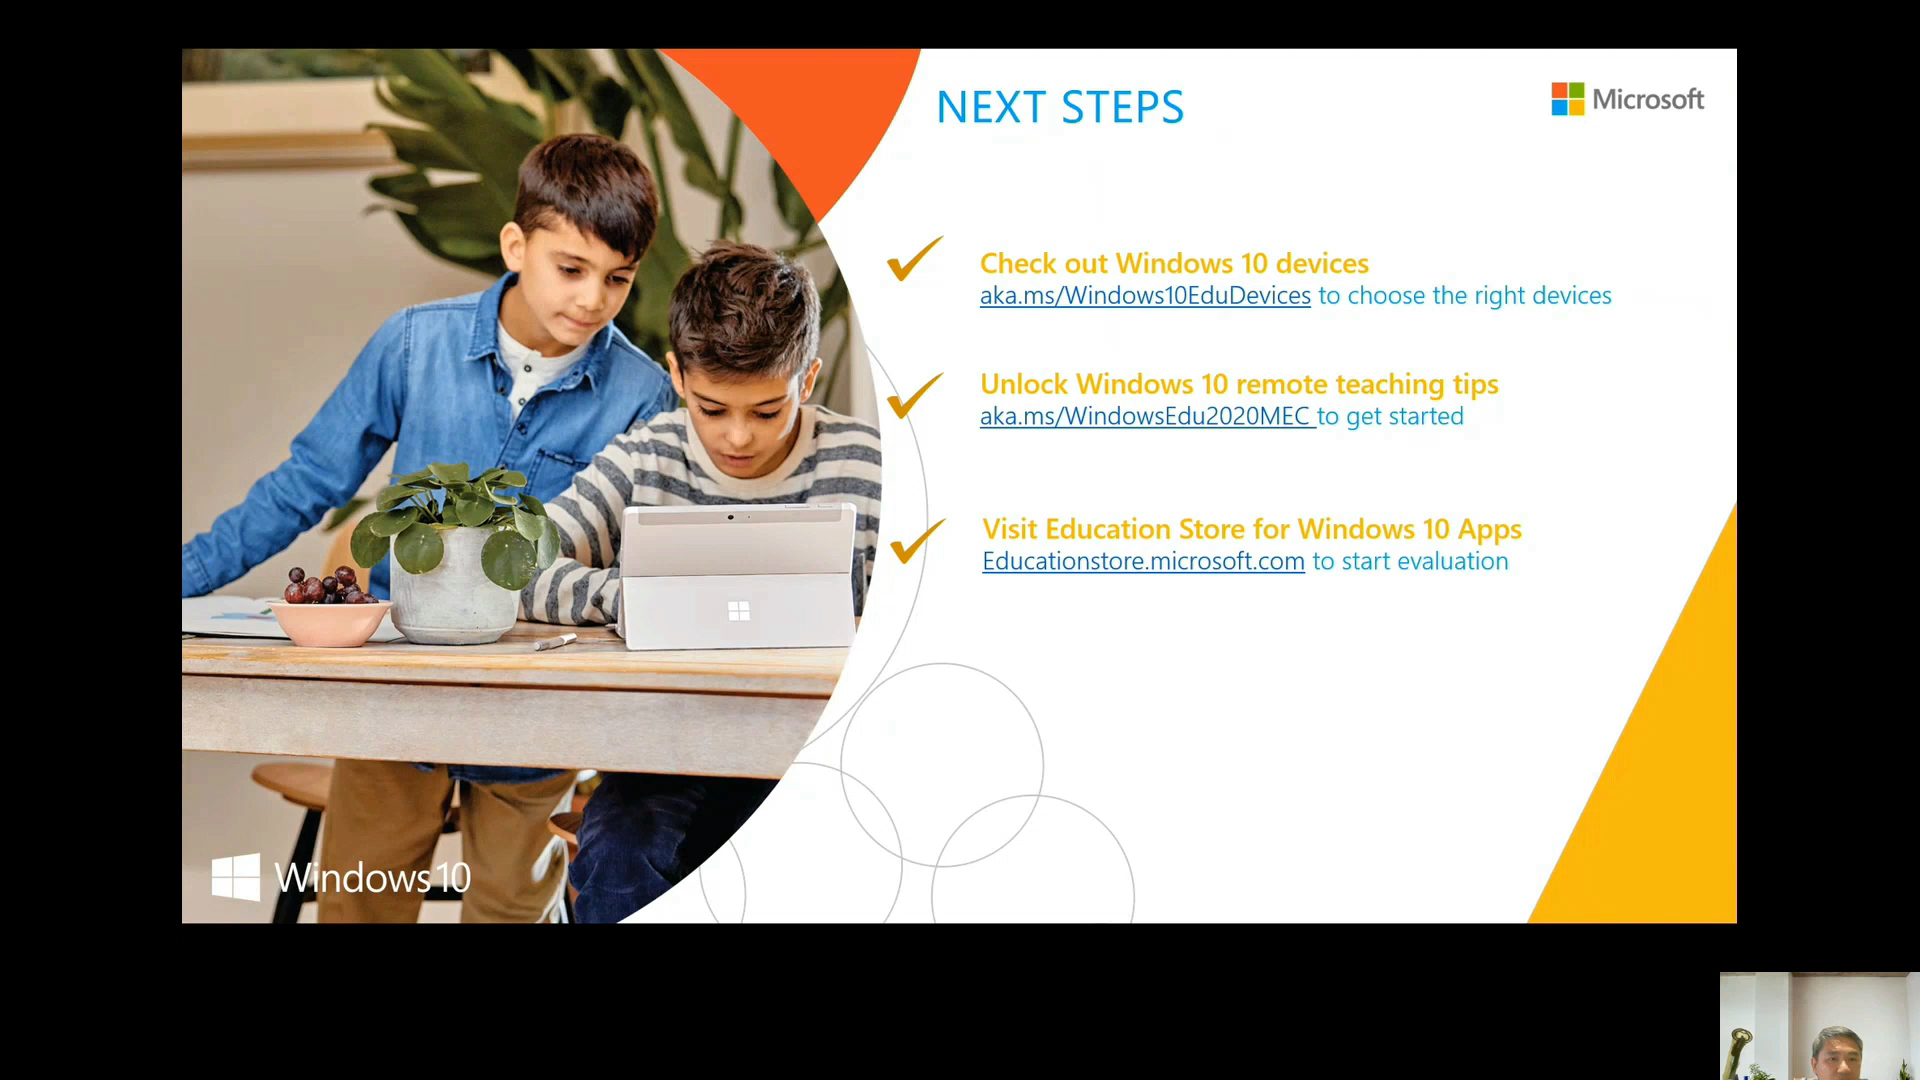 NEXT STEPS
Microsoft
Check out Windows 10 devices
aka.ms/Windows10EduDevices to choose the right devices
Unlock Windows 10 remote teaching tips
aka.ms/WindowsEdu2020MEC to get started
Visit Education Store for Windows 10 Apps
Educationstore.microsoft.com to start evaluation
Windows 10